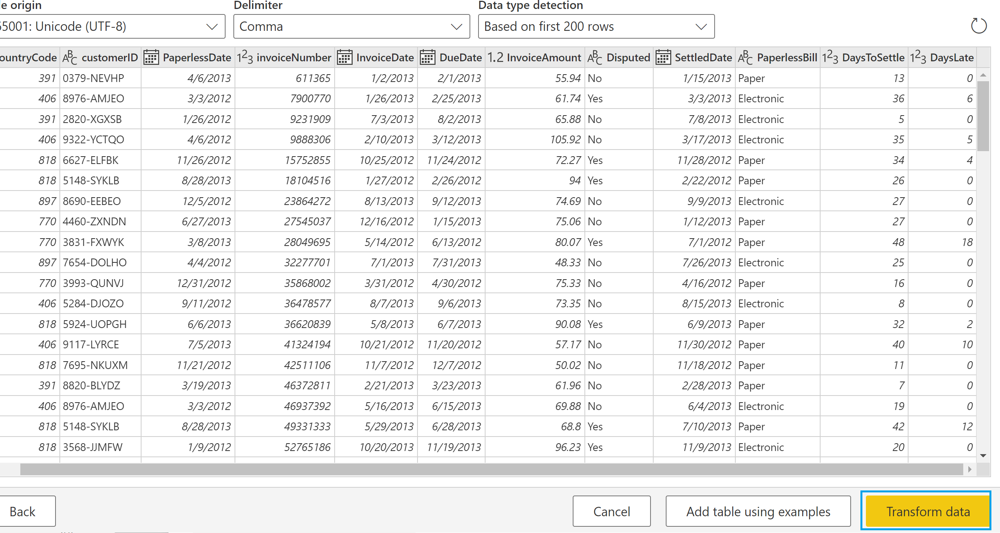 le origin Delimiter Data type detection
65001: Unicode (UTF-8) Comma Based on first 200 rows
ountryCode ABC customerID PaperlessDate 123 invoiceNumber InvoiceDate DueDate 1.2 InvoiceAmount ABC Disputed SettledDate ABC PaperlessBill 123 DaysToSettle 123 DaysLate
391 0379-NEVHP 4/6/2013 611365 1/2/2013 2/1/2013 55.94 No 1/15/2013 Paper 13 0
406 8976-AMJEO 3/3/2012 7900770 1/26/2013 2/25/2013 61.74 Yes 3/3/2013 Electronic 36 6
391 2820-XGXSB 1/26/2012 9231909 7/3/2013 8/2/2013 65.88 No 7/8/2013 Electronic 5 0
406 9322-YCTQO 4/6/2012 9888306 2/10/2013 3/12/2013 105.92 No 3/17/2013 Electronic 35 5
818 6627-ELFBK 11/26/2012 15752855 10/25/2012 11/24/2012 72.27 Yes 11/28/2012 Paper 34 4
818 5148-SYKLB 8/28/2013 18104516 1/27/2012 2/26/2012 94 Yes 2/22/2012 Paper 26 0
897 8690-EEBEO 12/5/2012 23864272 8/13/2013 9/12/2013 74.69 No 9/9/2013 Electronic 27 0
770 4460-ZXNDN 6/27/2013 27545037 12/16/2012 1/15/2013 75.06 No 1/12/2013 Paper 27 0
770 3831-FXWYK 3/8/2013 28049695 5/14/2012 6/13/2012 80.07 Yes 7/1/2012 Paper 48 18
897 7654-DOLHO 4/4/2012 32277701 7/1/2013 7/31/2013 48.33 No 7/26/2013 Electronic 25 0
770 3993-QUNVJ 12/31/2012 35868002 3/31/2012 4/30/2012 75.33 No 4/16/2012 Paper 16 0
406 5284-DJOZO 9/11/2012 36478577 8/7/2013 9/6/2013 73.35 No 8/15/2013 Electronic 8 0
818 5924-UOPGH 6/6/2013 36620839 5/8/2013 6/7/2013 90.08 Yes 6/9/2013 Paper 32 2
406 9117-LYRCE 7/5/2013 41324194 10/21/2012 11/20/2012 57.17 No 11/30/2012 Paper 40 10
818 7695-NKUXM 11/21/2012 42511106 11/7/2012 12/7/2012 50.02 No 11/18/2012 Paper 11 0
391 8820-BLYDZ 3/19/2013 46372811 2/21/2013 3/23/2013 61.96 No 2/28/2013 Paper 7 0
406 8976-AMJEO 3/3/2012 46937392 5/16/2013 6/15/2013 69.88 No 6/4/2013 Electronic 19 0
818 5148-SYKLB 8/28/2013 49331333 5/29/2013 6/28/2013 68.8 Yes 7/10/2013 Paper 42 12
818 3568-JJMFW 1/9/2012 52765186 10/20/2013 11/19/2013 96.23 Yes 11/9/2013 Electronic 20 0
Back Cancel Add table using examples Transform data